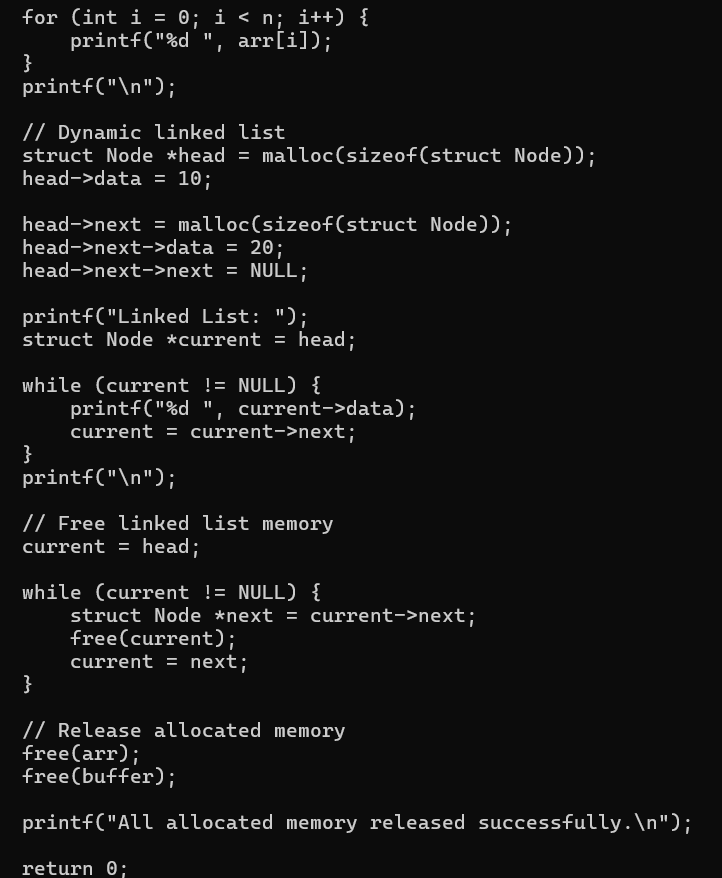 for (int i = 0; i < n; i++) {
    printf("%d ", arr[i]);
}
printf("\n");

// Dynamic linked list
struct Node *head = malloc(sizeof(struct Node));
head->data = 10;

head->next = malloc(sizeof(struct Node));
head->next->data = 20;
head->next->next = NULL;

printf("Linked List: ");
struct Node *current = head;

while (current != NULL) {
    printf("%d ", current->data);
    current = current->next;
}
printf("\n");

// Free linked list memory
current = head;

while (current != NULL) {
    struct Node *next = current->next;
    free(current);
    current = next;
}

// Release allocated memory
free(arr);
free(buffer);

printf("All allocated memory released successfully.\n");

return 0;